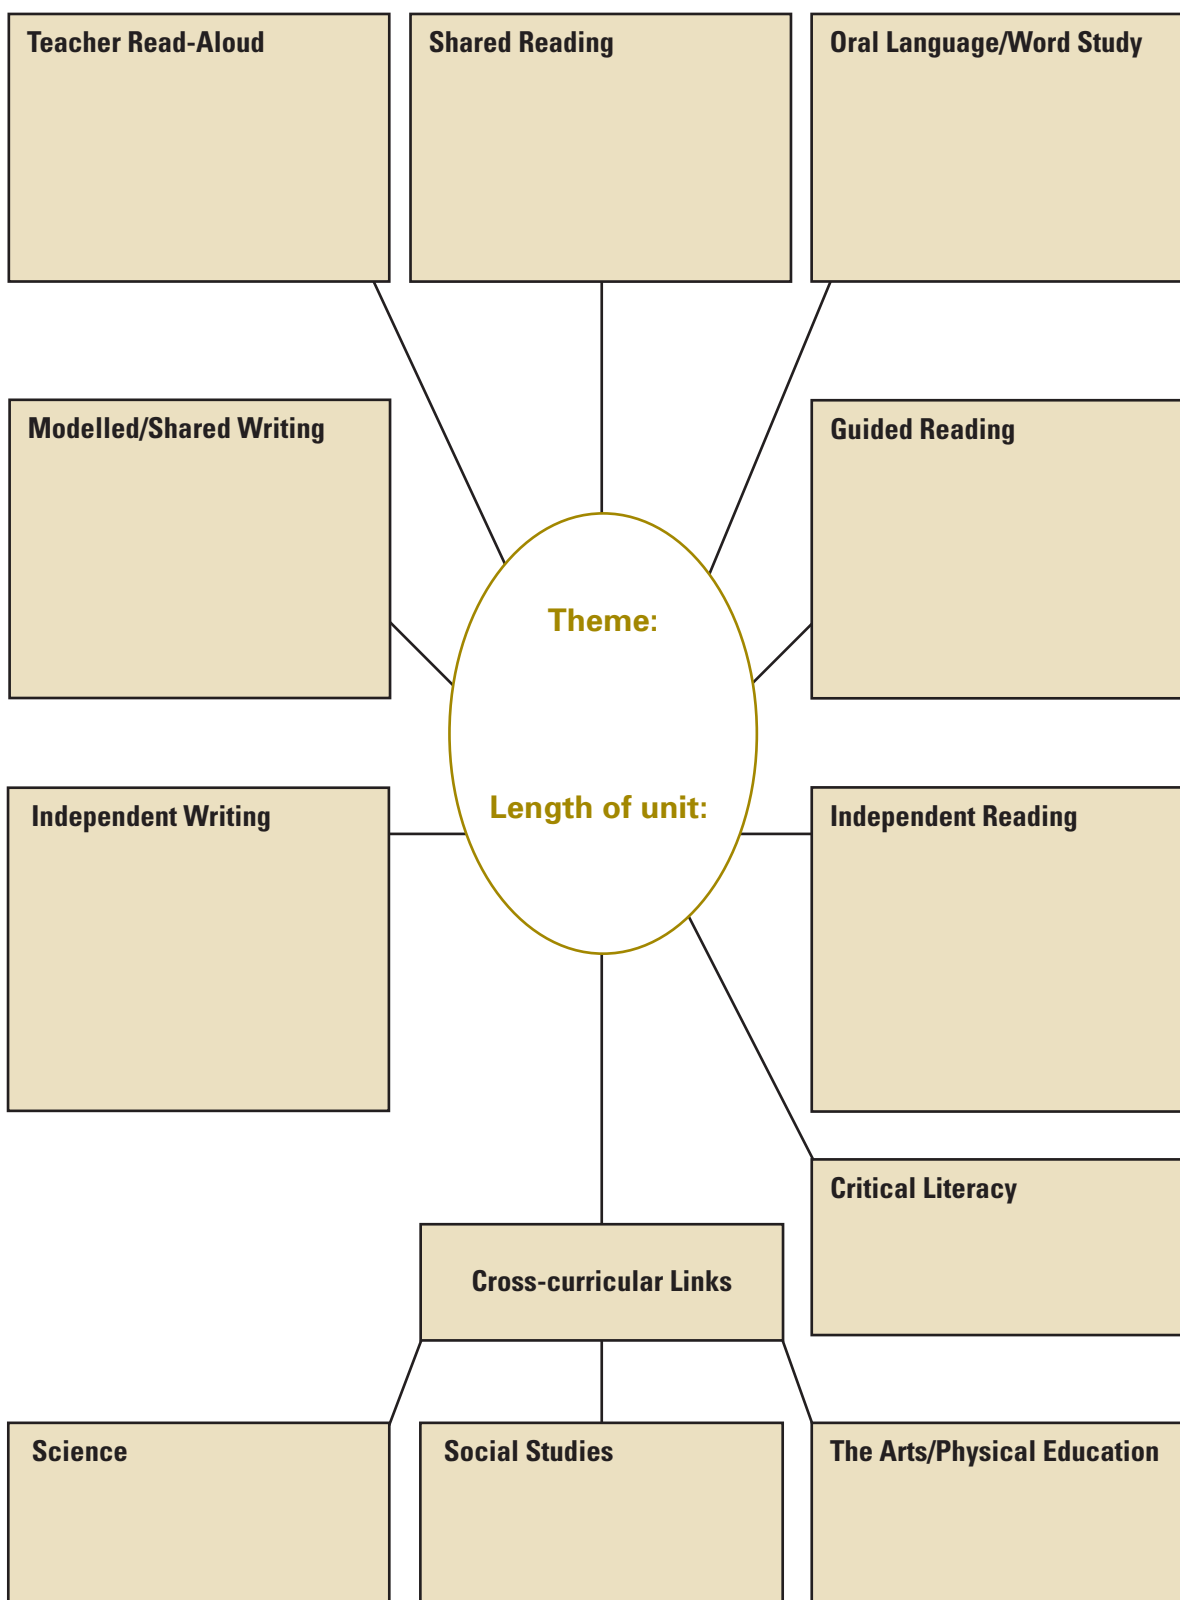 Teacher Read-Aloud
Shared Reading
Oral Language/Word Study
Modelled/Shared Writing
Guided Reading
Theme:
Length of unit:
Independent Writing
Independent Reading
Critical Literacy
Cross-curricular Links
Science
Social Studies
The Arts/Physical Education